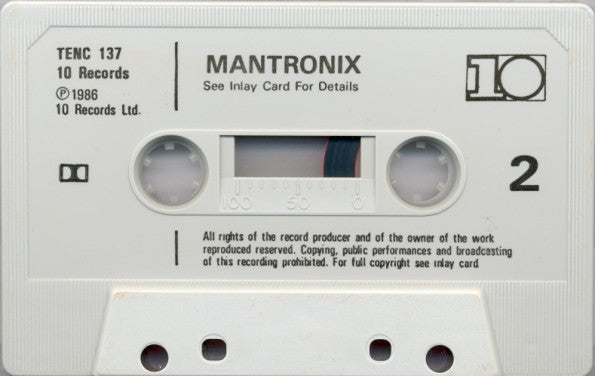 TENC 137
10 Records
Ⓟ1986
10 Records Ltd.
MANTRONIX
See Inlay Card For Details
10
2
100 50 0
All rights of the record producer and of the owner of the work
reproduced reserved. Copying, public performances and broadcasting
of this recording prohibited. For full copyright see inlay card